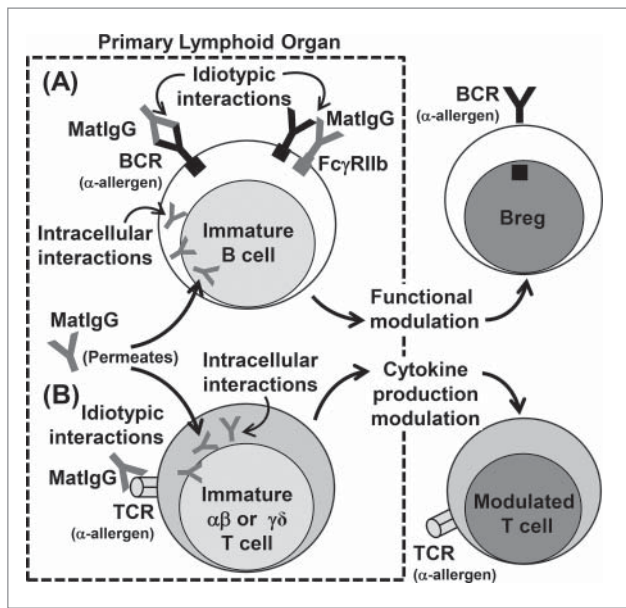 Primary Lymphoid Organ
(A)
Idiotypic
interactions
MatIgG
BCR
(α-allergen)
MatIgG
FcγRIIb
Intracellular
interactions
Immature
B cell
MatIgG
(Permeates)
BCR
(α-allergen)
Breg
Functional
modulation
(B)
Idiotypic
interactions
Intracellular
interactions
MatIgG
TCR
(α-allergen)
Immature
αβ or γδ
T cell
Cytokine
production
modulation
Modulated
T cell
TCR
(α-allergen)